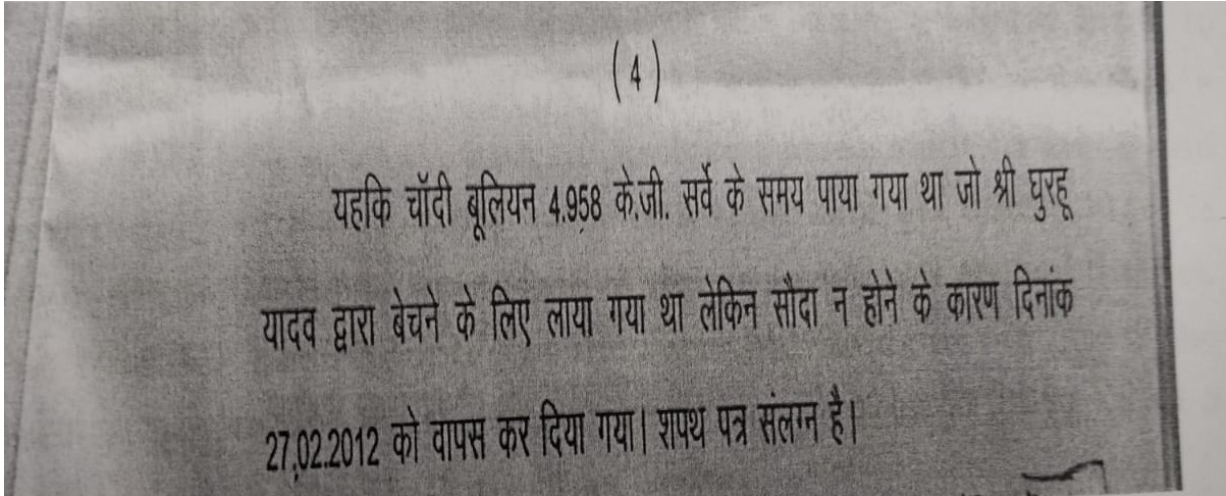 ( 4 )
यहकि चॉदी बूलियन 4.958 के.जी. सर्वे के समय पाया गया था जो श्री घुरहू
यादव द्वारा बेचने के लिए लाया गया था लेकिन सौदा न होने के कारण दिनांक
27.02.2012 को वापस कर दिया गया। शपथ पत्र संलग्न है।